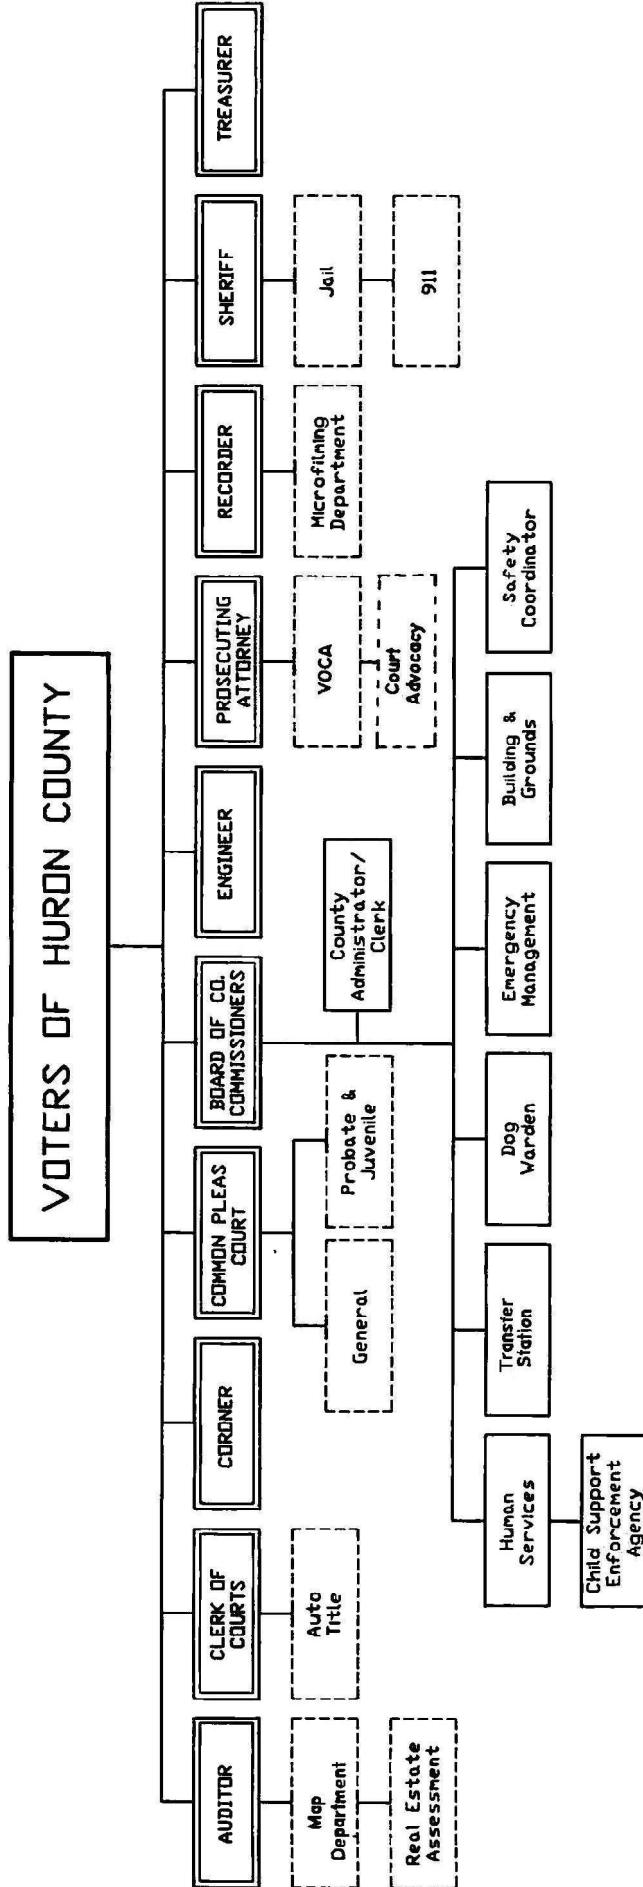 VOTERS OF HURON COUNTY
AUDITOR
CLERK OF
COURTS
CORONER
COMMON PLEAS
COURT
BOARD OF CO.
COMMISSIONERS
ENGINEER
PROSECUTING
ATTORNEY
RECORDER
SHERIFF
TREASURER
Map
Department
Auto
Title
General
Probate &
Juvenile
County
Administrator/
Clerk
VOCA
Microfilming
Department
Jail
Real Estate
Assessment
Court
Advocacy
911
Human
Services
Transfer
Station
Dog
Warden
Emergency
Management
Building &
Grounds
Safety
Coordinator
Child Support
Enforcement
Agency